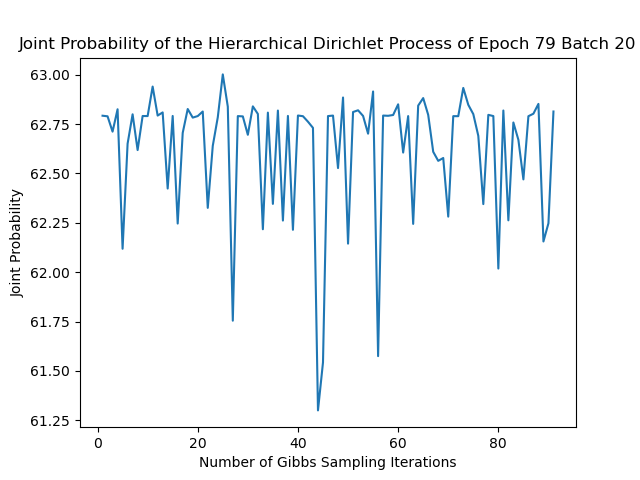 Joint Probability of the Hierarchical Dirichlet Process of Epoch 79 Batch 20
63.00
62.75
62.50
62.25
62.00
61.75
61.50
61.25
Joint Probability
0 20 40 60 80
Number of Gibbs Sampling Iterations